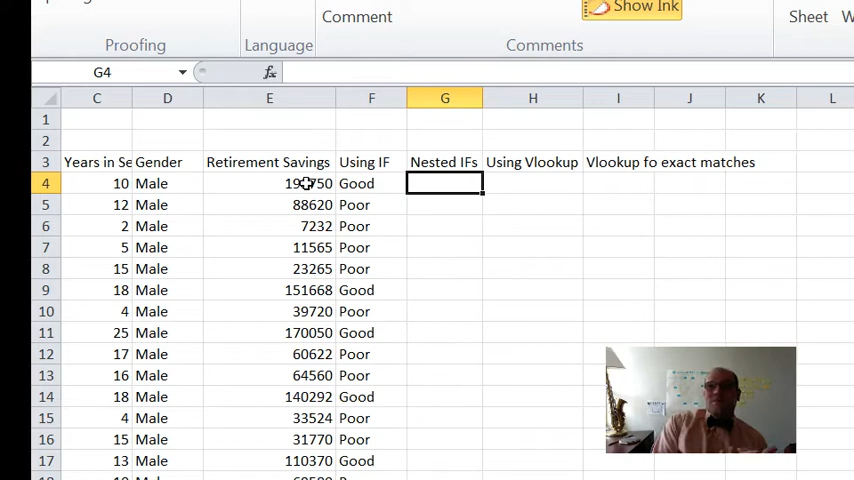 Show Ink
Comment
Sheet
Proofing
Language
Comments
G4
fx
C D E F G H I J K L
1
2
3 Years in Se Gender Retirement Savings Using IF Nested IFs Using Vlookup Vlookup fo exact matches
4 10 Male Good
5 12 Male 88620 Poor
6 2 Male 7232 Poor
7 5 Male 11565 Poor
8 15 Male 23265 Poor
9 18 Male 151668 Good
10 4 Male 39720 Poor
11 25 Male 170050 Good
12 17 Male 60622 Poor
13 16 Male 64560 Poor
14 18 Male 140292 Good
15 4 Male 33524 Poor
16 15 Male 31770 Poor
17 13 Male 110370 Good